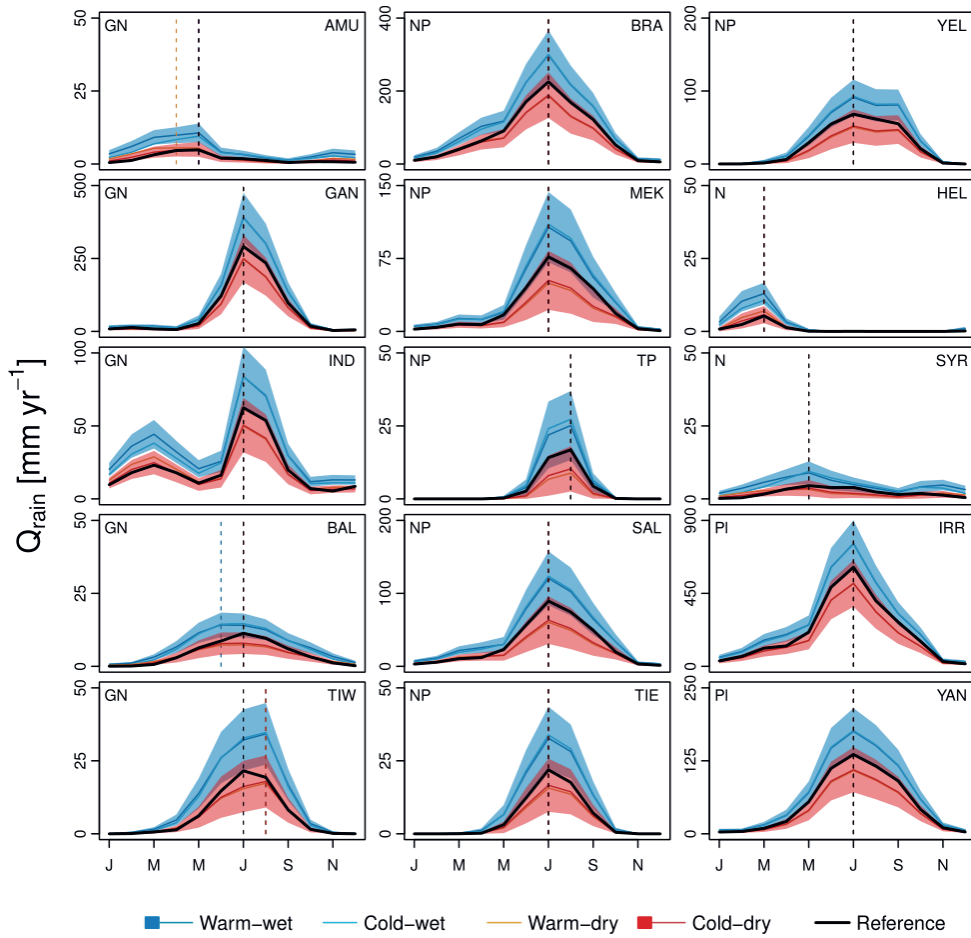 GN AMU
50
25
0
NP BRA
400
200
0
NP YEL
200
100
0
GN GAN
500
250
0
NP MEK
150
75
0
N HEL
50
25
0
GN IND
100
50
0
NP TP
50
25
0
N SYR
50
25
0
GN BAL
50
25
0
NP SAL
200
100
0
PI IRR
900
450
0
GN TIW
50
25
0
NP TIE
50
25
0
PI YAN
250
125
0
Qrain [mm yr−1]
J M M J S N J M M J S N J M M J S N
Warm−wet Cold−wet Warm−dry Cold−dry Reference